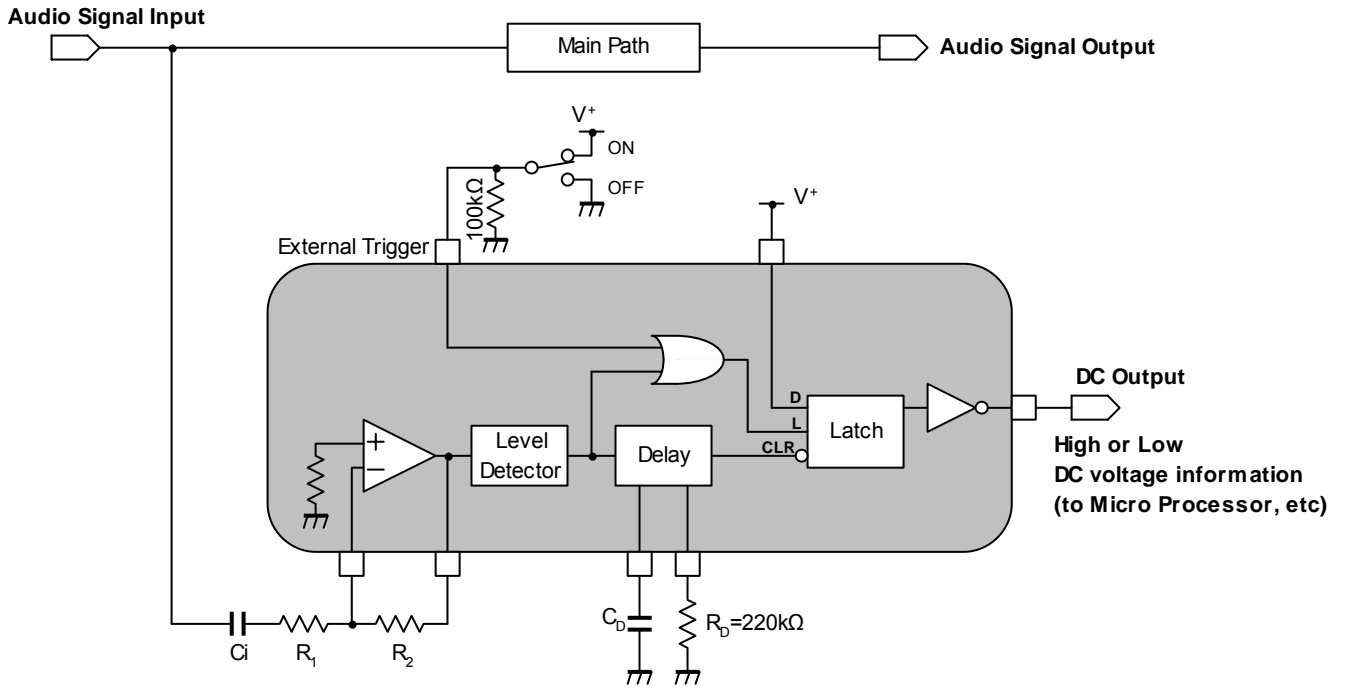 Audio Signal Input
Main Path
Audio Signal Output
V+
ON
OFF
100kΩ
V+
External Trigger
DC Output
D
L
CLR
Latch
High or Low
DC voltage information
(to Micro Processor, etc)
+
−
Level
Detector
Delay
Ci
R1
R2
CD
RD=220kΩ